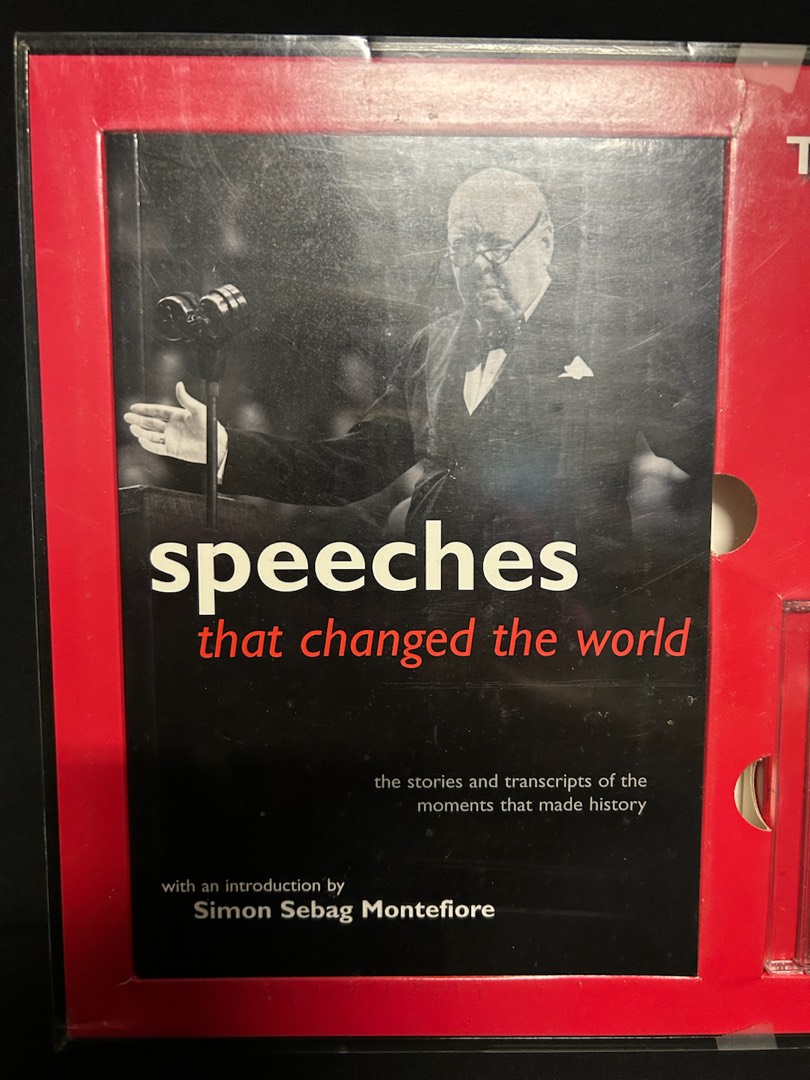 T
speeches
that changed the world
the stories and transcripts of the
moments that made history
with an introduction by
Simon Sebag Montefiore